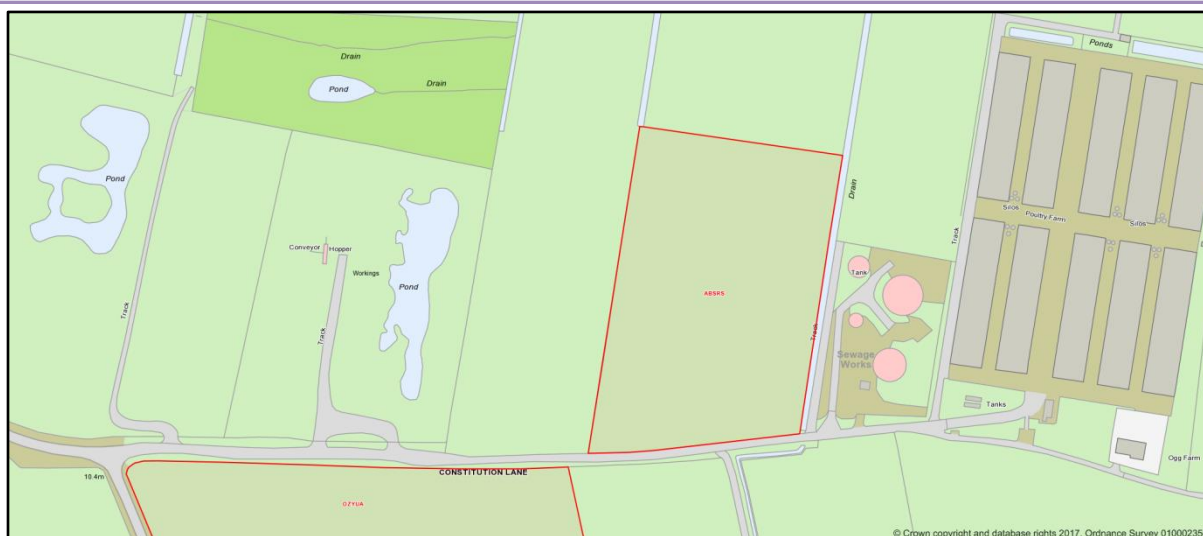 Ponds
Drain
Drain
Pond
Pond
Drain
Silos
Poultry Farm
Silos
Track
Conveyor
Hopper
Workings
Tank
Pond
ABSRS
Track
Track
Sewage
Works
Tanks
Ogg Farm
CONSTITUTION LANE
18.4m
OZYUA
© Crown copyright and database rights 2017. Ordnance Survey 01000235